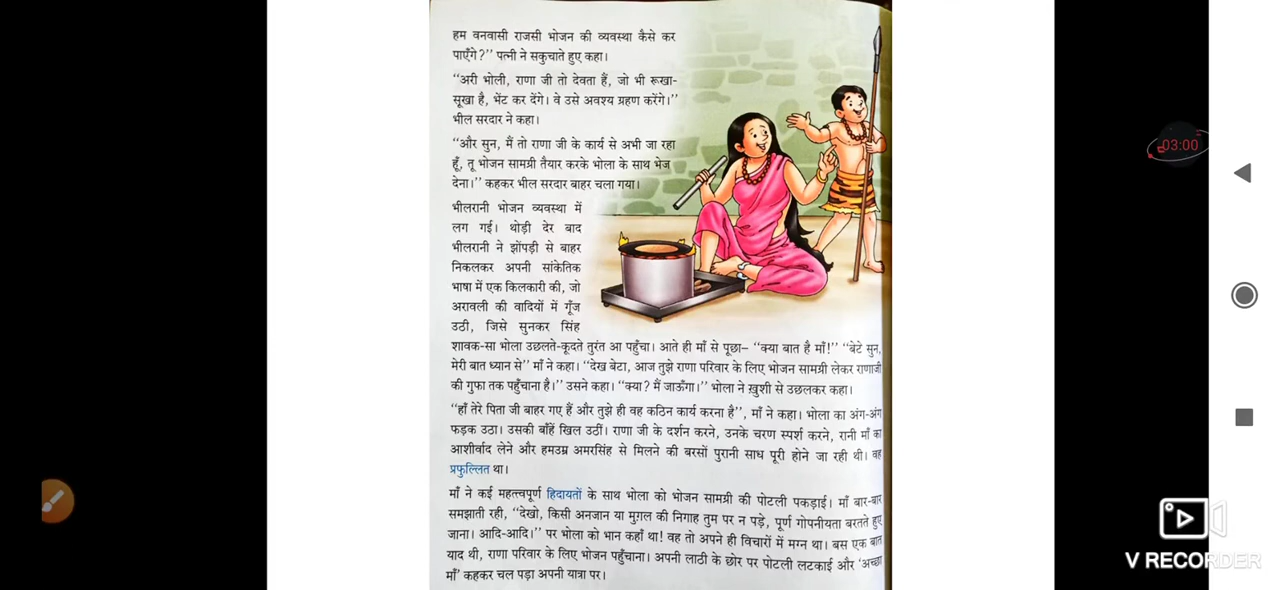 हम वनवासी राजसी भोजन की व्यवस्था कैसे कर
पाएँगे?’’ पत्नी ने सकुचाते हुए कहा।
‘‘अरी भोली, राणा जी तो देवता हैं, जो भी रूखा-
सूखा है, भेंट कर देंगे। वे उसे अवश्य ग्रहण करेंगे।’’
भील सरदार ने कहा।
‘‘और सुन, मैं तो राणा जी के कार्य से अभी जा रहा
हूँ, तू भोजन सामग्री तैयार करके भोला के साथ भेज
देना।’’ कहकर भील सरदार बाहर चला गया।
भीलरानी भोजन व्यवस्था में
लग गई। थोड़ी देर बाद
भीलरानी ने झोंपड़ी से बाहर
निकलकर अपनी सांकेतिक
भाषा में एक किलकारी की, जो
अरावली की वादियों में गूँज
उठी, जिसे सुनकर सिंह
शावक-सा भोला उछलते-कूदते तुरंत आ पहुँचा। आते ही माँ से पूछा– ‘‘क्या बात है माँ!’’ ‘‘बेटे सुन,
मेरी बात ध्यान से’’ माँ ने कहा। ‘‘देख बेटा, आज तुझे राणा परिवार के लिए भोजन सामग्री लेकर राणाजी
की गुफा तक पहुँचाना है।’’ उसने कहा। ‘‘क्या? मैं जाऊँगा।’’ भोला ने ख़ुशी से उछलकर कहा।
‘‘हाँ तेरे पिता जी बाहर गए हैं और तुझे ही वह कठिन कार्य करना है’’, माँ ने कहा। भोला का अंग-अंग
फड़क उठा। उसकी बाँहें खिल उठीं। राणा जी के दर्शन करने, उनके चरण स्पर्श करने, रानी माँ का
आशीर्वाद लेने और हमउम्र अमरसिंह से मिलने की बरसों पुरानी साध पूरी होने जा रही थी। वह
प्रफुल्लित था।
माँ ने कई महत्त्वपूर्ण हिदायतों के साथ भोला को भोजन सामग्री की पोटली पकड़ाई। माँ बार-बार
समझाती रही, ‘‘देखो, किसी अनजान या मुग़ल की निगाह तुम पर न पड़े, पूर्ण गोपनीयता बरतते हुए
जाना। आदि-आदि।’’ पर भोला को भान कहाँ था! वह तो अपने ही विचारों में मग्न था। बस एक बात
याद थी, राणा परिवार के लिए भोजन पहुँचाना। अपनी लाठी के छोर पर पोटली लटकाई और ‘अच्छा
माँ’ कहकर चल पड़ा अपनी यात्रा पर।
03:00
V RECORDER